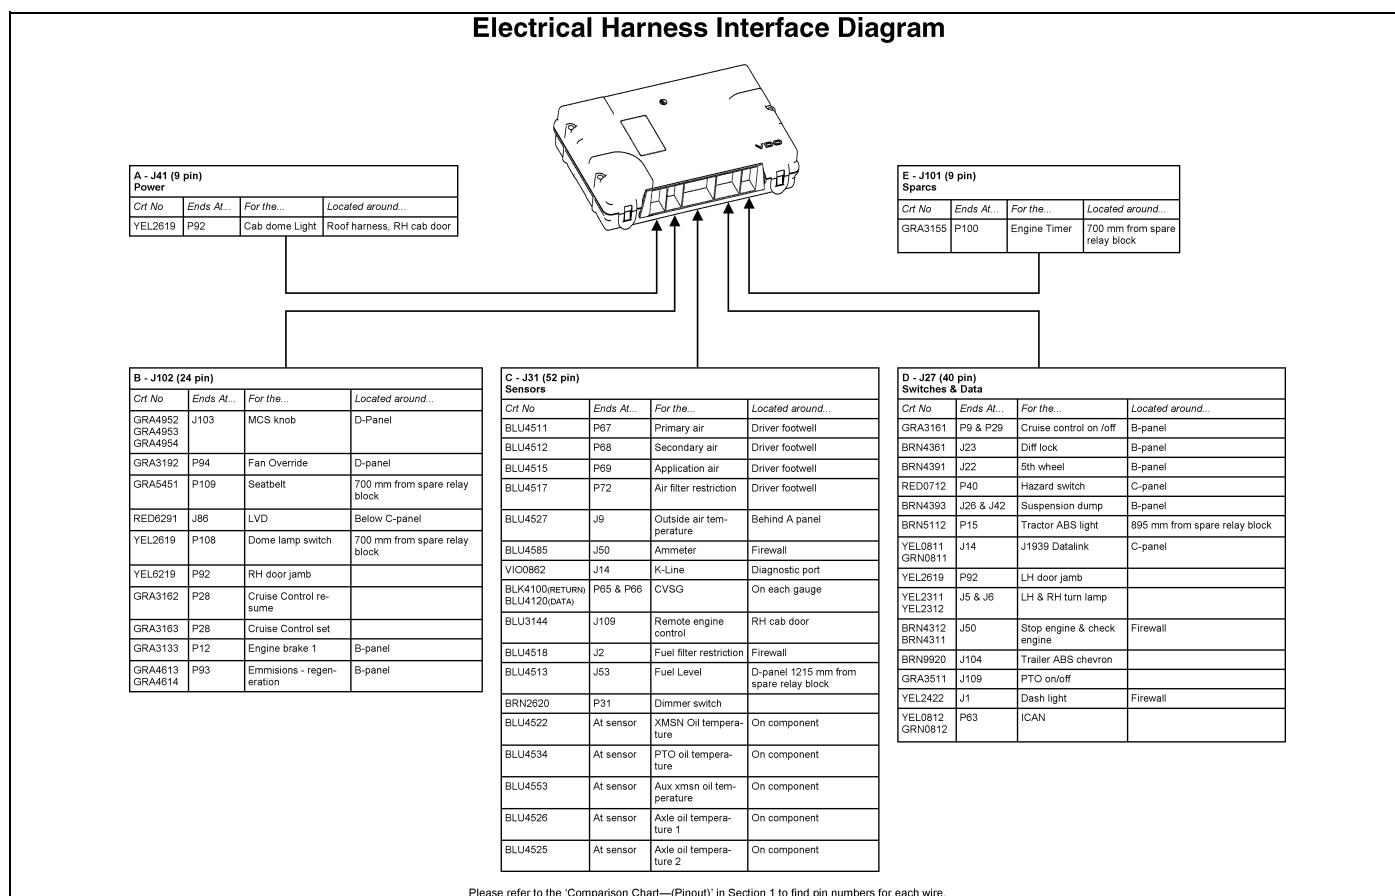 Electrical Harness Interface Diagram
VDO
A - J41 (9 pin)
Power
Crt No Ends At... For the... Located around...
YEL2619 P92 Cab dome Light Roof harness, RH cab door
E - J101 (9 pin)
Sparcs
Crt No Ends At... For the... Located around...
GRA3155 P100 Engine Timer 700 mm from spare
relay block
B - J102 (24 pin)
Crt No Ends At... For the... Located around...
GRA4952 J103 MCS knob D-Panel
GRA4953
GRA4954
GRA3192 P94 Fan Override D-panel
GRA5451 P109 Seatbelt 700 mm from spare relay
block
RED6291 J86 LVD Below C-panel
YEL2619 P108 Dome lamp switch 700 mm from spare relay
block
YEL6219 P92 RH door jamb
GRA3162 P28 Cruise Control re-
sume
GRA3163 P28 Cruise Control set
GRA3133 P12 Engine brake 1 B-panel
GRA4613 P93 Emmisions - regen- B-panel
GRA4614 eration
C - J31 (52 pin)
Sensors
Crt No Ends At... For the... Located around...
BLU4511 P67 Primary air Driver footwell
BLU4512 P68 Secondary air Driver footwell
BLU4515 P69 Application air Driver footwell
BLU4517 P72 Air filter restriction Driver footwell
BLU4527 J9 Outside air tem- Behind A panel
perature
BLU4585 J50 Ammeter Firewall
VIO0862 J14 K-Line Diagnostic port
BLK4100(RETURN) P65 & P66 CVSG On each gauge
BLU4120(DATA)
BLU3144 J109 Remote engine RH cab door
control
BLU4518 J2 Fuel filter restriction Firewall
BLU4513 J53 Fuel Level D-panel 1215 mm from
spare relay block
BRN2620 P31 Dimmer switch
BLU4522 At sensor XMSN Oil tempera- On component
ture
BLU4534 At sensor PTO oil tempera- On component
ture
BLU4553 At sensor Aux xmsn oil tem- On component
perature
BLU4526 At sensor Axle oil tempera- On component
ture 1
BLU4525 At sensor Axle oil tempera- On component
ture 2
D - J27 (40 pin)
Switches & Data
Crt No Ends At... For the... Located around...
GRA3161 P9 & P29 Cruise control on /off B-panel
BRN4361 J23 Diff lock B-panel
BRN4391 J22 5th wheel B-panel
RED0712 P40 Hazard switch C-panel
BRN4393 J26 & J42 Suspension dump B-panel
BRN5112 P15 Tractor ABS light 895 mm from spare relay block
YEL0811 J14 J1939 Datalink C-panel
GRN0811
YEL2619 P92 LH door jamb
YEL2311 J5 & J6 LH & RH turn lamp
YEL2312
BRN4312 J50 Stop engine & check Firewall
BRN4311 engine
BRN9920 J104 Trailer ABS chevron
GRA3511 J109 PTO on/off
YEL2422 J1 Dash light Firewall
YEL0812 P63 ICAN
GRN0812
Please refer to the 'Comparison Chart—(Pinout)' in Section 1 to find pin numbers for each wire.